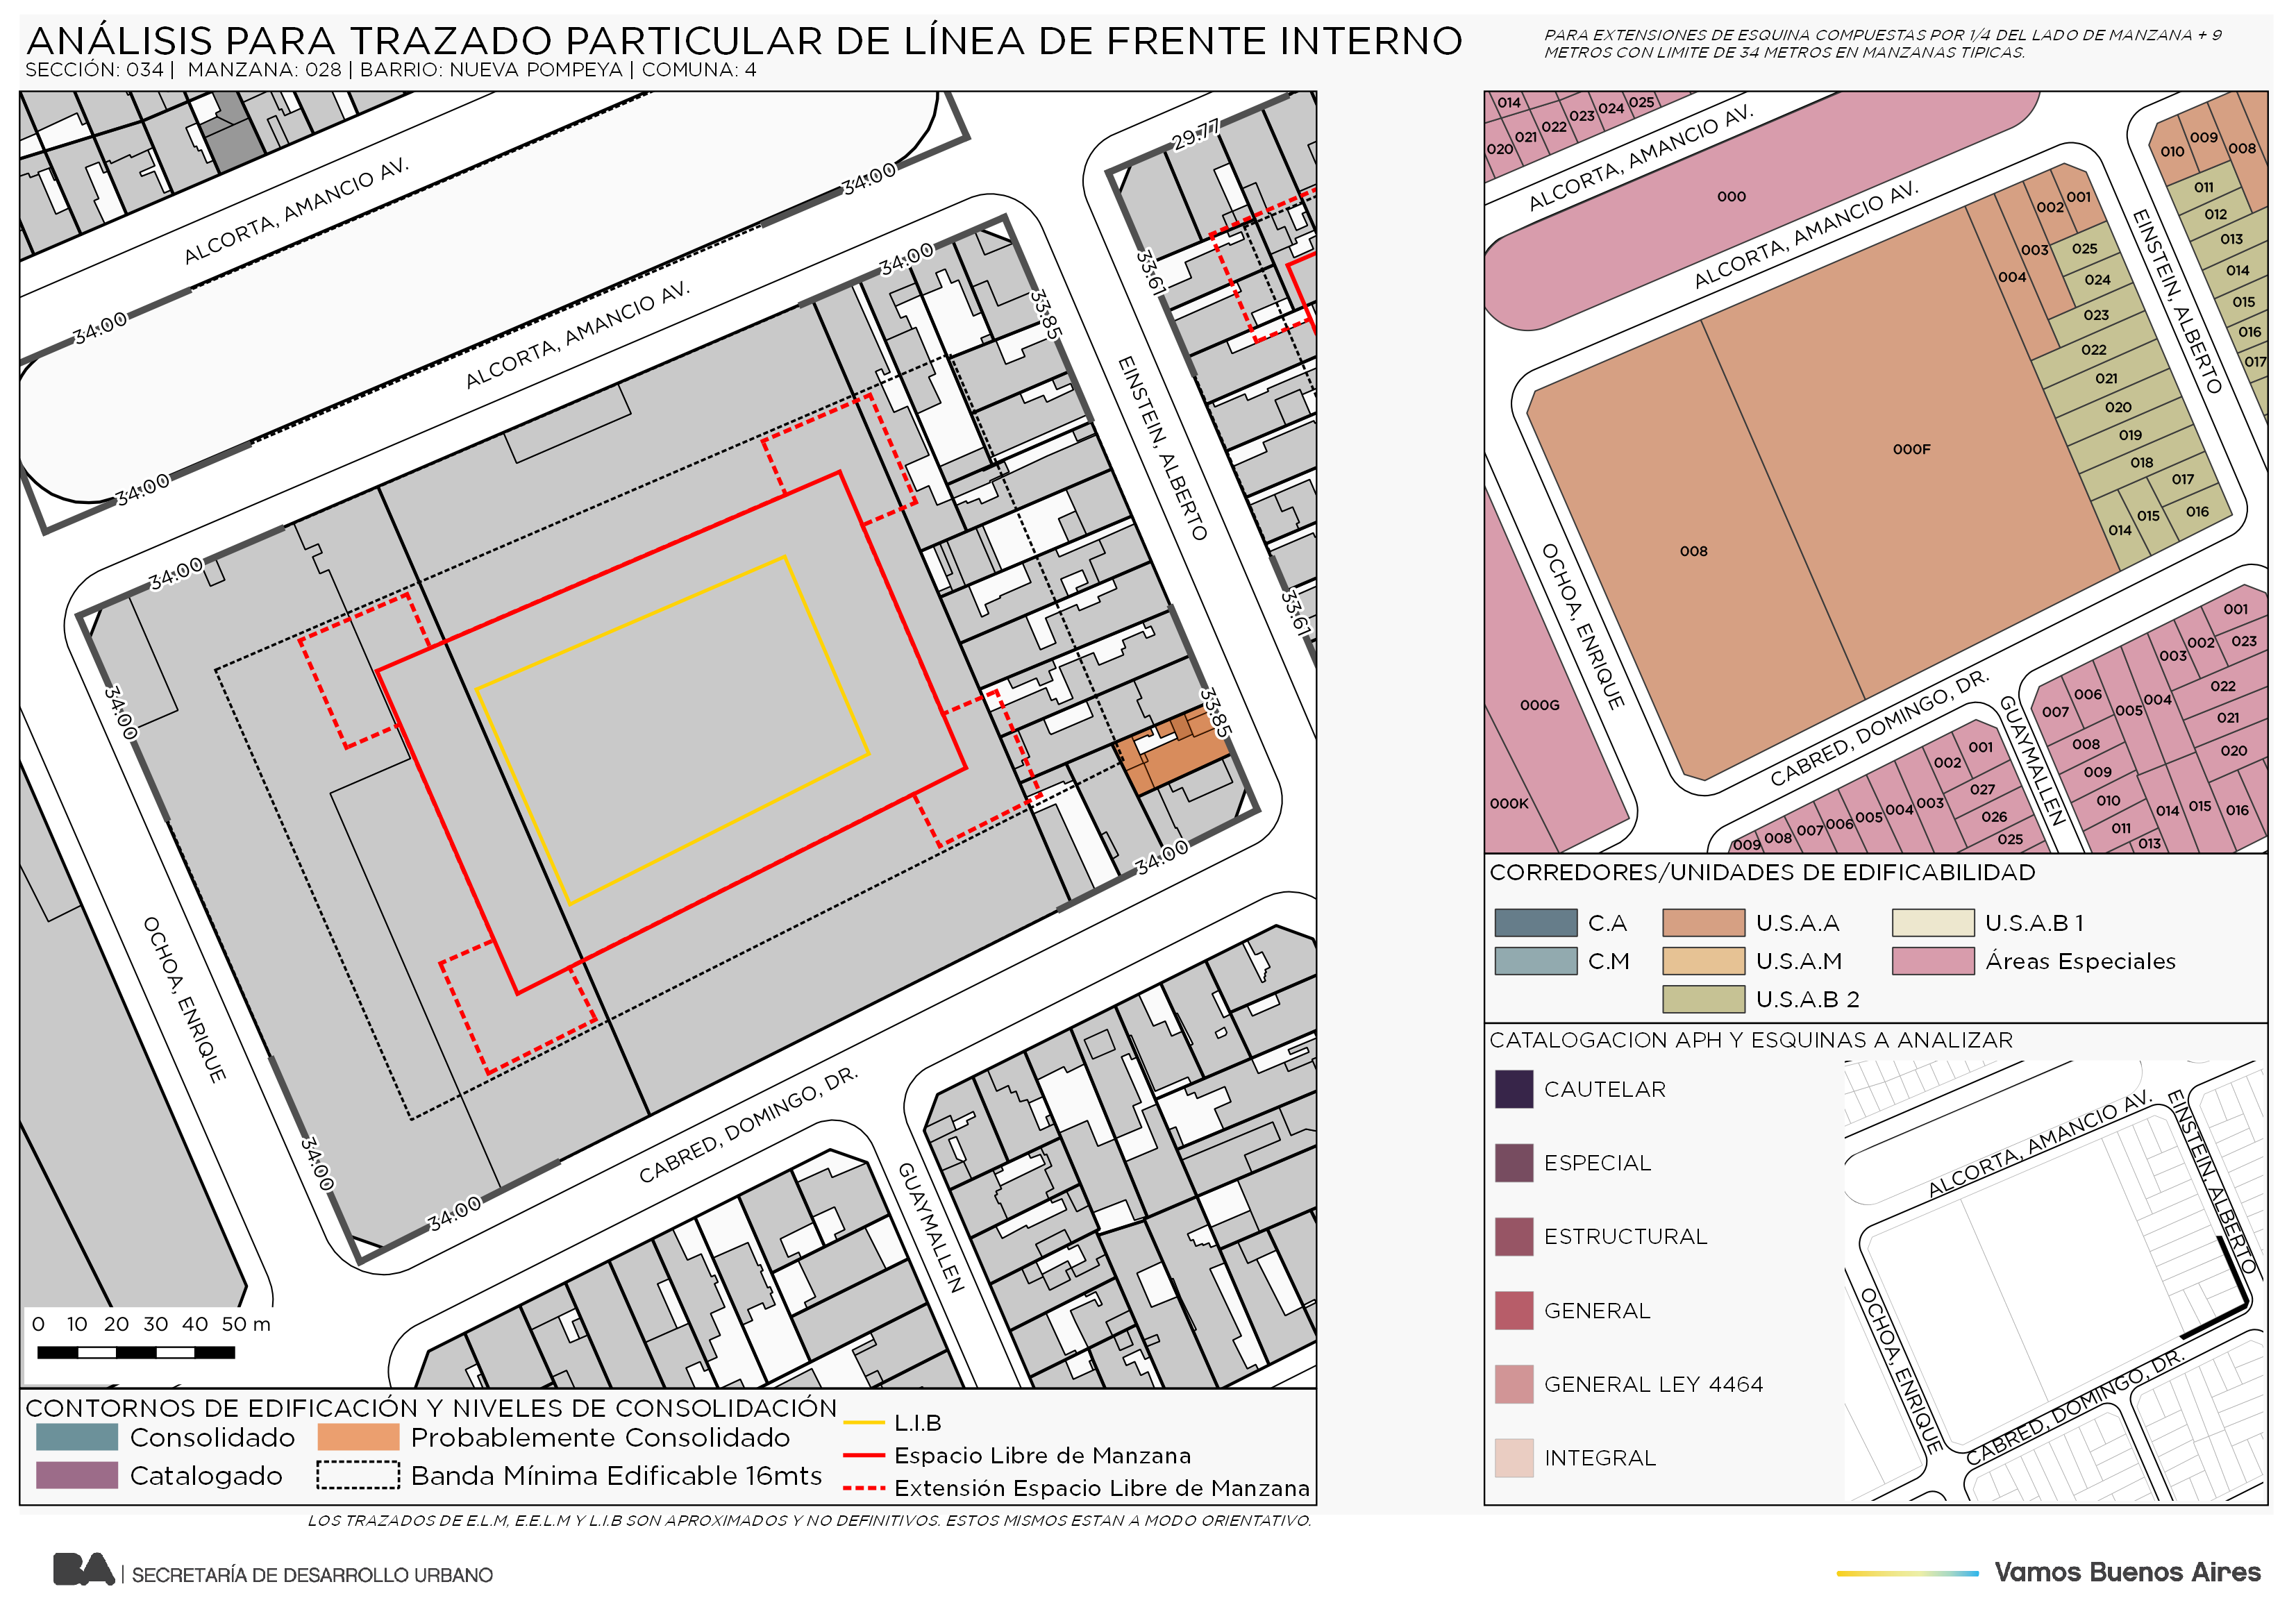 ANÁLISIS PARA TRAZADO PARTICULAR DE LÍNEA DE FRENTE INTERNO
SECCIÓN: 034 | MANZANA: 028 | BARRIO: NUEVA POMPEYA | COMUNA: 4
PARA EXTENSIONES DE ESQUINA COMPUESTAS POR 1/4 DEL LADO DE MANZANA + 9
METROS CON LIMITE DE 34 METROS EN MANZANAS TIPICAS.
29.77
ALCORTA, AMANCIO AV.
34.00
34.00
33.61
34.00
33.85
ALCORTA, AMANCIO AV.
34.00
EINSTEIN, ALBERTO
34.00
34.00
33.61
34.00
33.85
34.00
OCHOA, ENRIQUE
CABRED, DOMINGO, DR.
34.00
34.00
GUAYMALLEN
0 10 20 30 40 50 m
CONTORNOS DE EDIFICACIÓN Y NIVELES DE CONSOLIDACIÓN
Consolidado
Probablemente Consolidado
Catalogado
Banda Mínima Edificable 16mts
L.I.B
Espacio Libre de Manzana
Extensión Espacio Libre de Manzana
LOS TRAZADOS DE E.L.M, E.E.L.M Y L.I.B SON APROXIMADOS Y NO DEFINITIVOS. ESTOS MISMOS ESTAN A MODO ORIENTATIVO.
014
020 021 022 023 024 025
ALCORTA, AMANCIO AV.
000
ALCORTA, AMANCIO AV.
010 009 008
011
012
013
014
015
016
017
EINSTEIN, ALBERTO
001
002
003
004
025
024
023
022
021
020
019
018
017
016
015
014
000F
008
OCHOA, ENRIQUE
000G
000K
CABRED, DOMINGO, DR.
GUAYMALLEN
001
002
003
004
005
006
007
008
009
010
011
013
014
015
016
020
021
022
023
001
002
003
004
005
006
007
008
009
027
026
025
CORREDORES/UNIDADES DE EDIFICABILIDAD
C.A
U.S.A.A
U.S.A.B 1
C.M
U.S.A.M
Áreas Especiales
U.S.A.B 2
CATALOGACION APH Y ESQUINAS A ANALIZAR
CAUTELAR
ESPECIAL
ESTRUCTURAL
GENERAL
GENERAL LEY 4464
INTEGRAL
ALCORTA, AMANCIO AV.
EINSTEIN, ALBERTO
OCHOA, ENRIQUE
CABRED, DOMINGO, DR.
BA | SECRETARÍA DE DESARROLLO URBANO
Vamos Buenos Aires